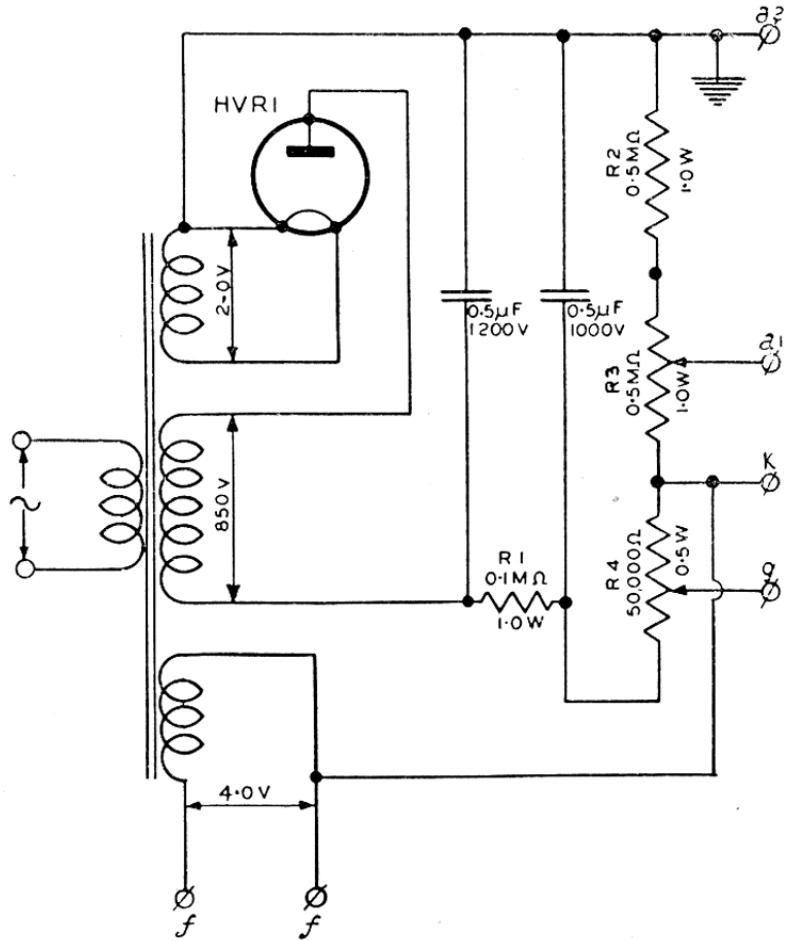 a2
HVR1
R2
0.5MΩ
1.0W
2-0V
0.5µF
1200V
0.5µF
1000V
R3
0.5MΩ
1.0W
a1
K
850V
R1
0.1MΩ
1.0W
R4
50,000Ω
0.5W
g
4.0V
f
f